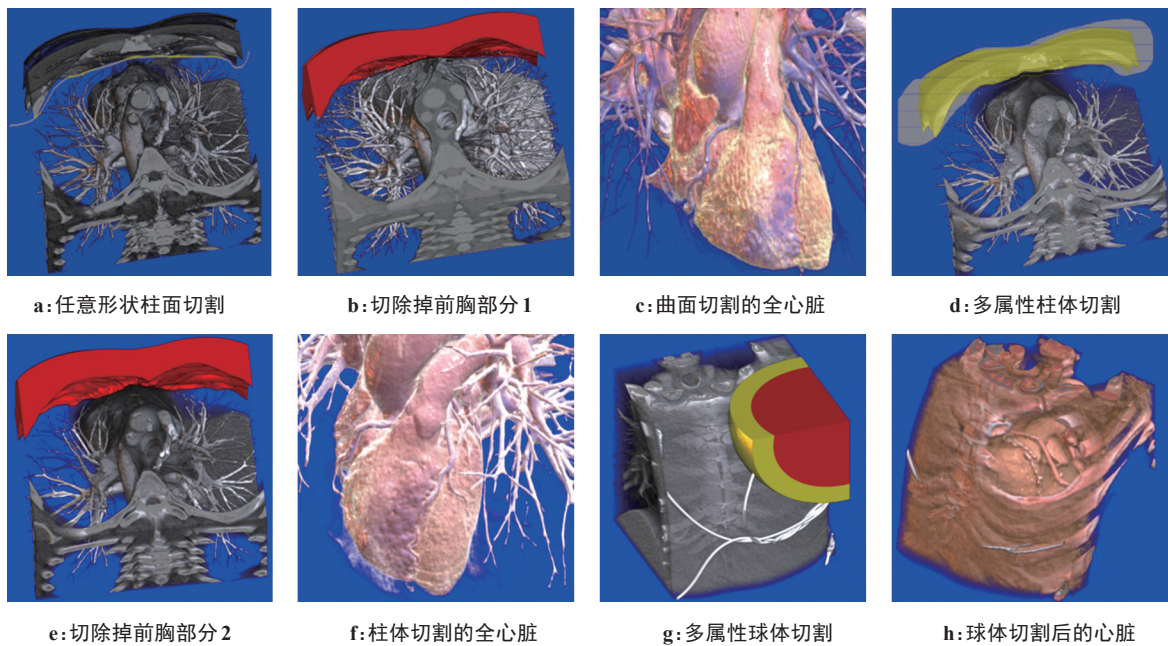 a:任意形状柱面切割
b:切除掉前胸部分1
c:曲面切割的全心脏
d:多属性柱体切割
e:切除掉前胸部分2
f:柱体切割的全心脏
g:多属性球体切割
h:球体切割后的心脏